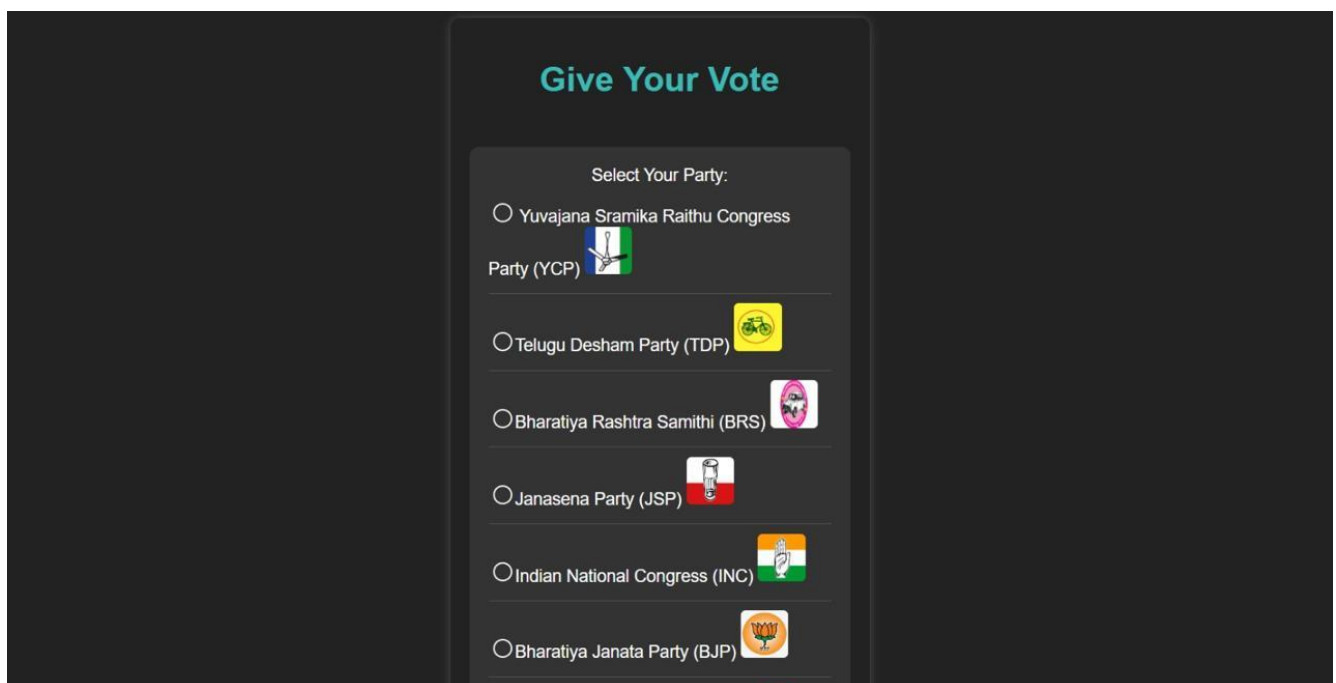 Give Your Vote
Select Your Party:
Yuvajana Sramika Raithu Congress
Party (YCP)
Telugu Desham Party (TDP)
Bharatiya Rashtra Samithi (BRS)
Janasena Party (JSP)
Indian National Congress (INC)
Bharatiya Janata Party (BJP)